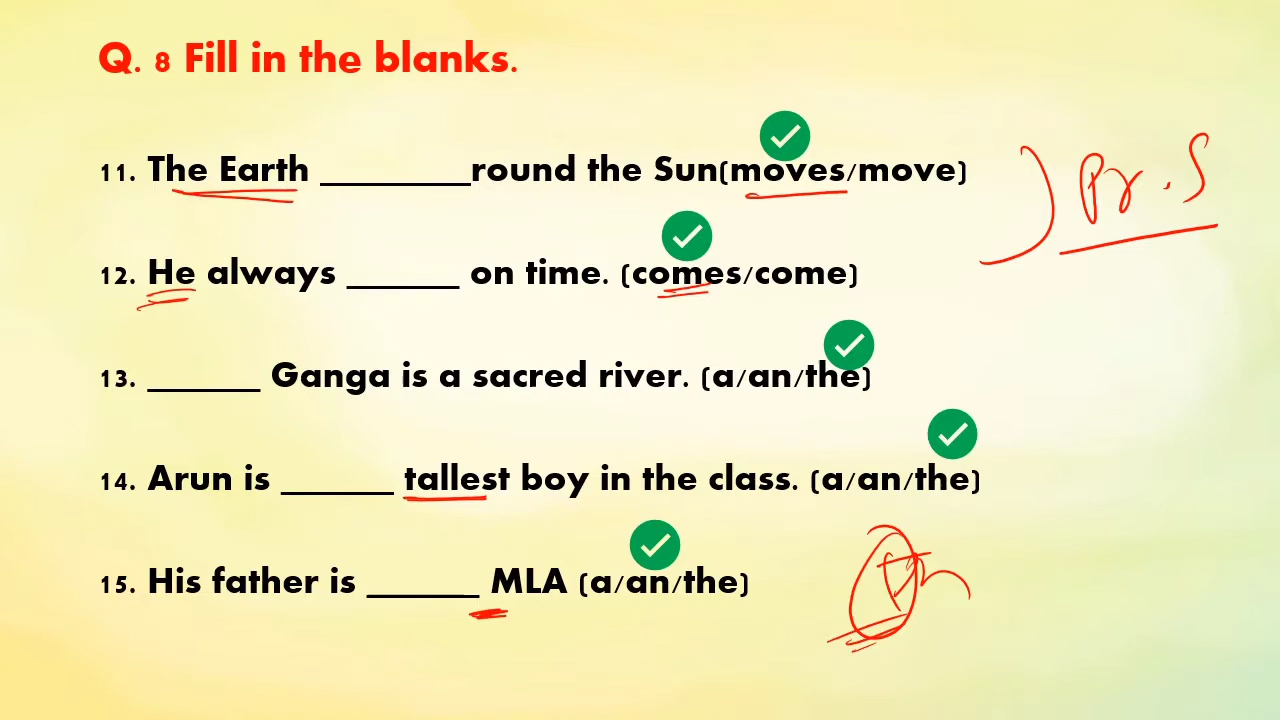 Q. 8 Fill in the blanks.
11. The Earth ________round the Sun(moves/move)
Pr. S
12. He always ______ on time. (comes/come)
13. ______ Ganga is a sacred river. (a/an/the)
14. Arun is ______ tallest boy in the class. (a/an/the)
15. His father is ______ MLA (a/an/the)